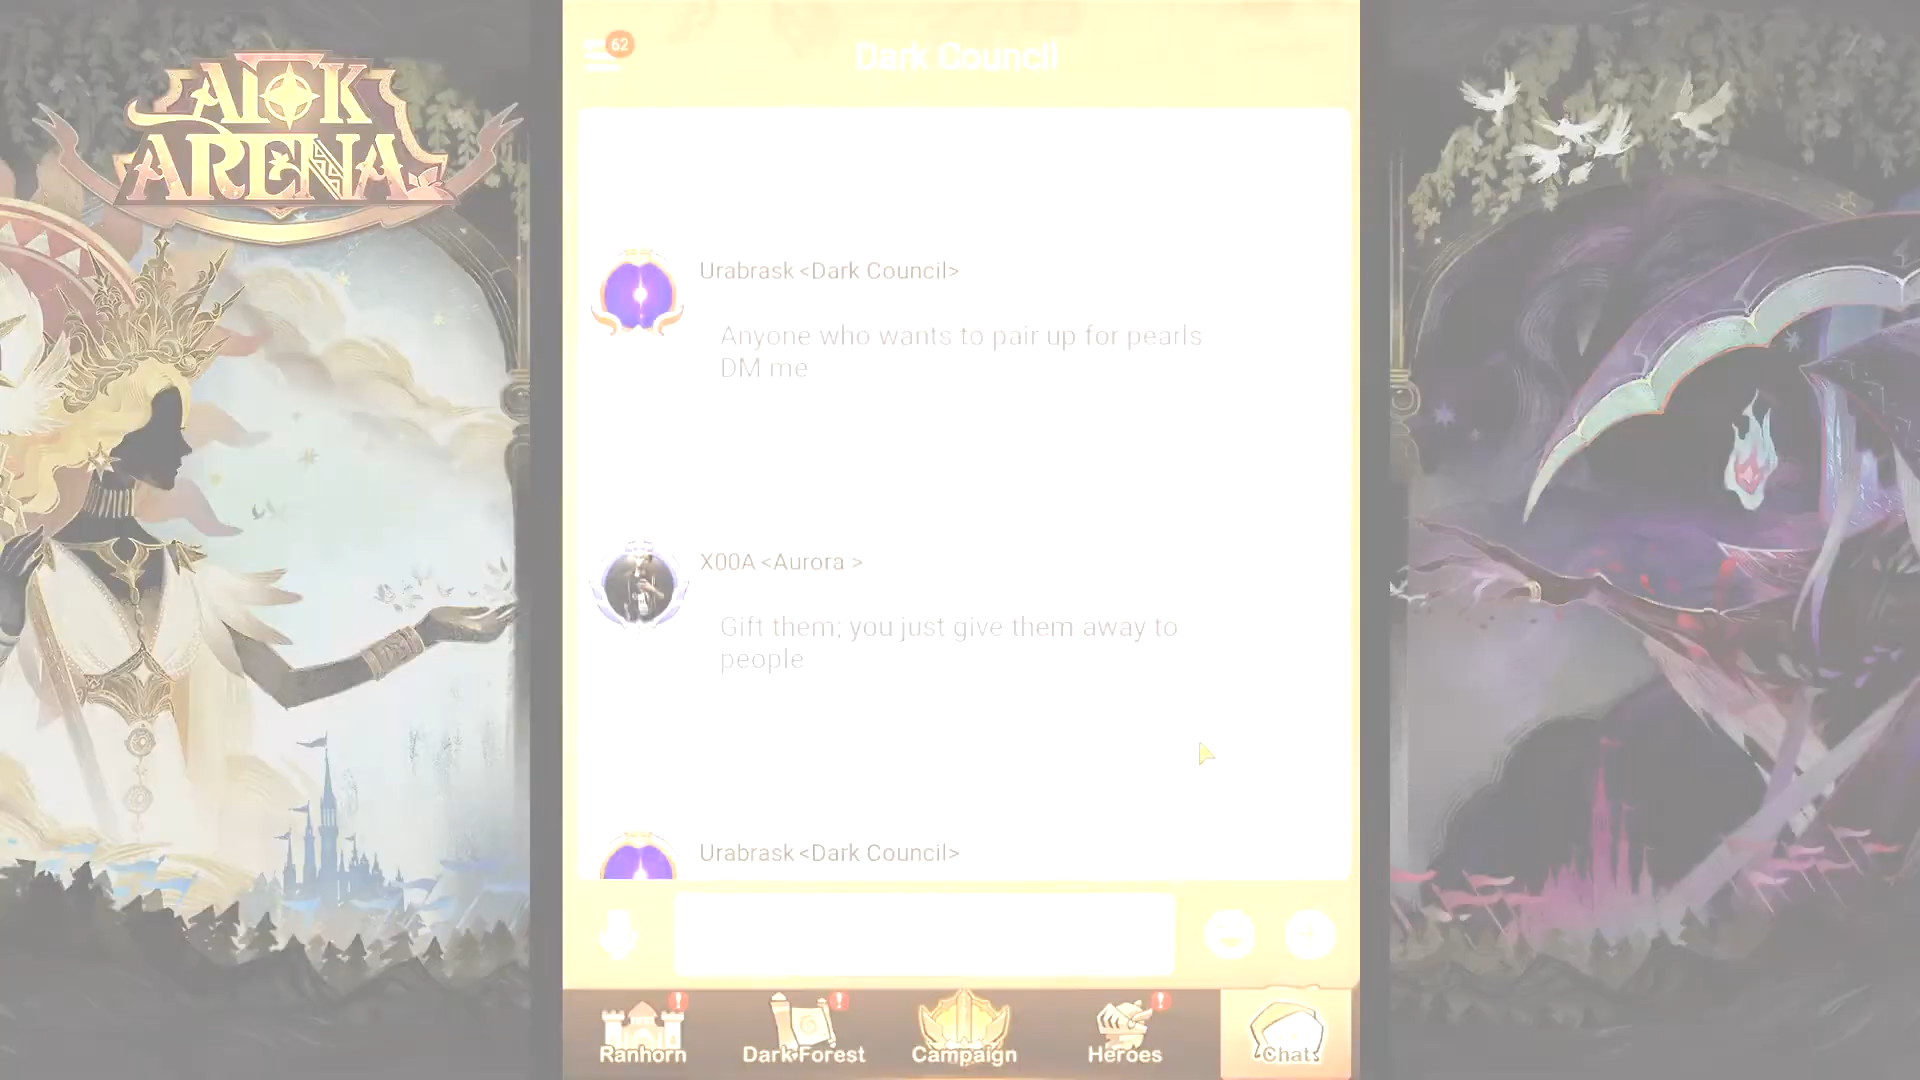 AFK
ARENA
62
Dark Council
Urabrask <Dark Council>
Anyone who wants to pair up for pearls
DM me
X00A <Aurora >
Gift them; you just give them away to
people
Urabrask <Dark Council>
Ranhorn
Dark Forest
Campaign
Heroes
Chat